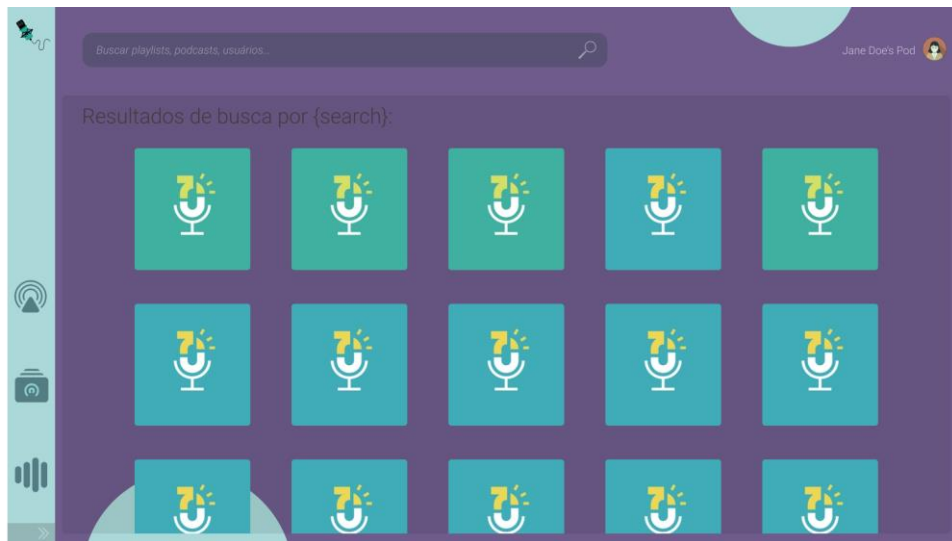 Buscar playlists, podcasts, usuários...
Jane Doe's Pod
Resultados de busca por {search}: